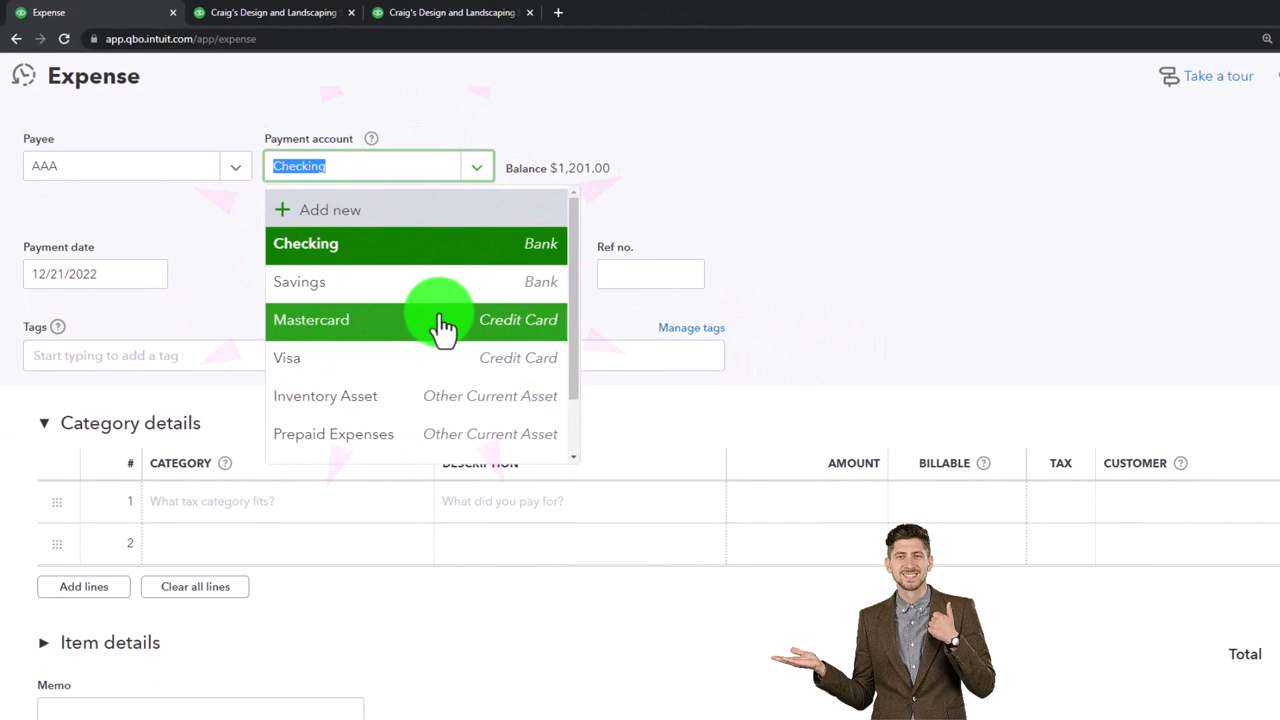 Expense
Craig's Design and Landscaping
Craig's Design and Landscaping
app.qbo.intuit.com/app/expense
Expense
Take a tour
Payee
Payment account
AAA
Checking
Balance $1,201.00
Add new
Checking Bank
Savings Bank
Mastercard Credit Card
Visa Credit Card
Inventory Asset Other Current Asset
Prepaid Expenses Other Current Asset
Payment date
Ref no.
12/21/2022
Tags
Manage tags
Start typing to add a tag
Category details
# CATEGORY DESCRIPTION AMOUNT BILLABLE TAX CUSTOMER
1 What tax category fits? What did you pay for?
2
Add lines Clear all lines
Item details
Total
Memo